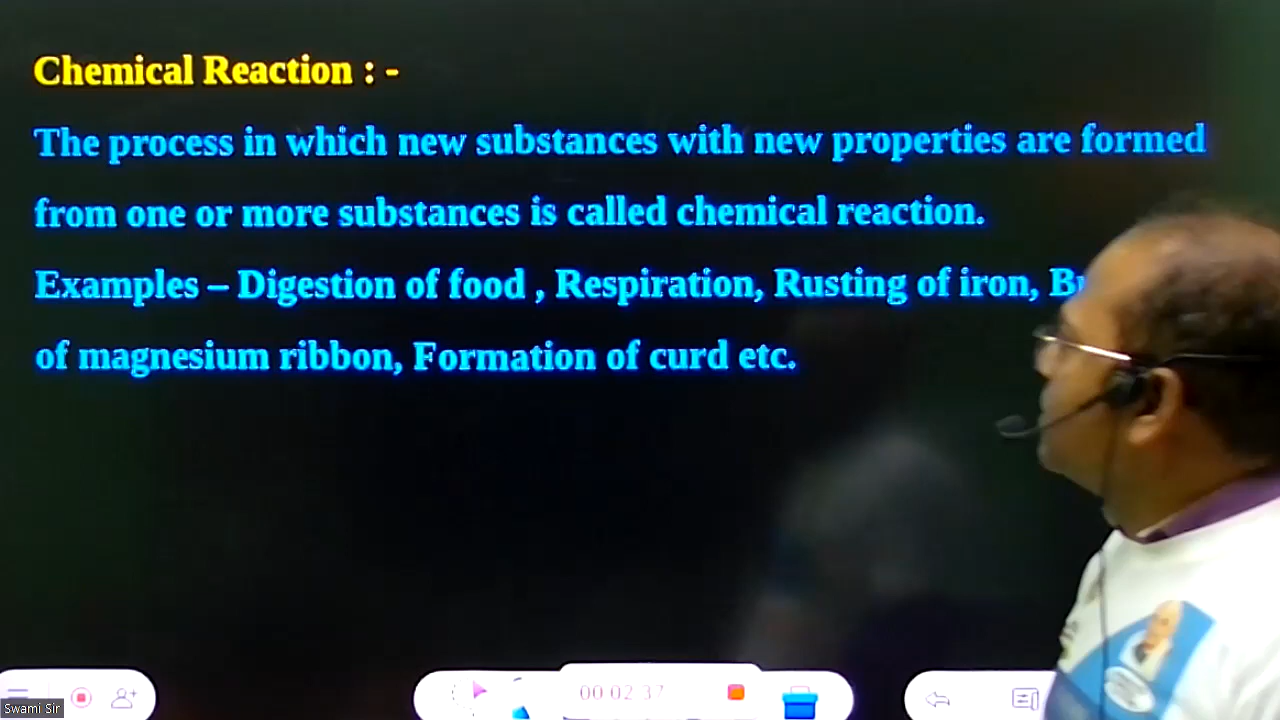 Chemical Reaction : -
The process in which new substances with new properties are formed
from one or more substances is called chemical reaction.
Examples – Digestion of food , Respiration, Rusting of iron,
of magnesium ribbon, Formation of curd etc.
00:02:37
Swami Sir